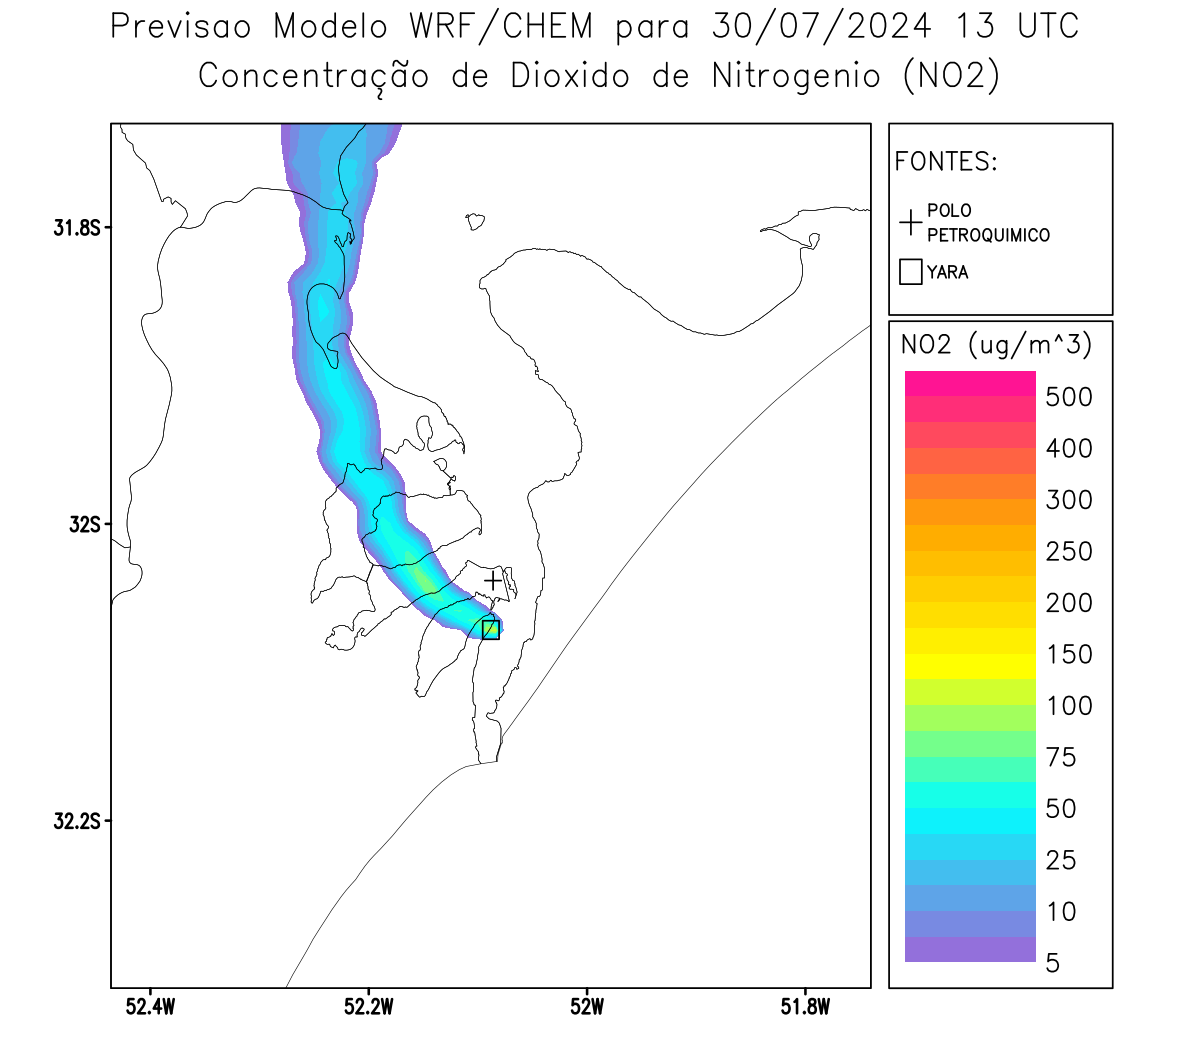 Previsao Modelo WRF/CHEM para 30/07/2024 13 UTC
Concentração de Dioxido de Nitrogenio (NO2)
FONTES:
POLO
PETROQUIMICO
YARA
NO2 (ug/m^3)
500
400
300
250
200
150
100
75
50
25
10
5
31.8S
32S
32.2S
52.4W
52.2W
52W
51.8W